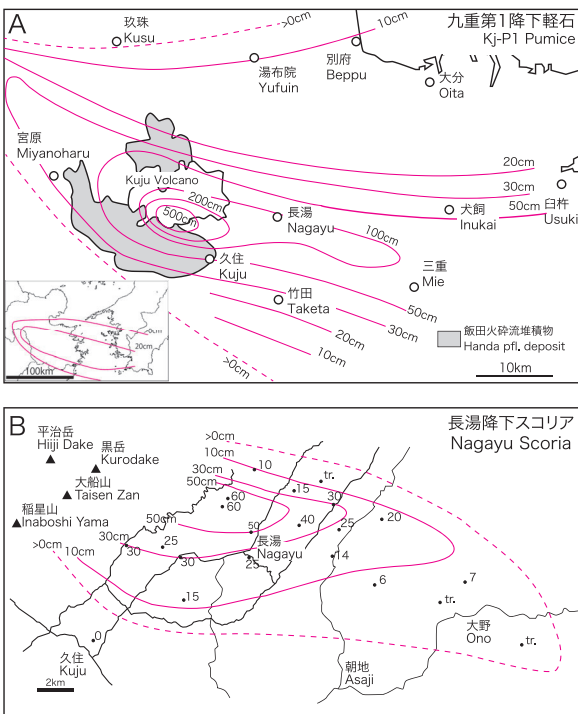 A
九重第1降下軽石
Kj-P1 Pumice
>0cm
10cm
玖珠
Kusu
湯布院
Yufuin
別府
Beppu
大分
Oita
宮原
Miyanoharu
Kuju Volcano
200cm
500cm
20cm
30cm
50cm
臼杵
Usuki
犬飼
Inukai
長湯
Nagayu
100cm
久住
Kuju
三重
Mie
竹田
Taketa
50cm
30cm
20cm
10cm
>0cm
飯田火砕流堆積物
Handa pfl. deposit
10km
>0cm
20cm
100km
B
長湯降下スコリア
Nagayu Scoria
平治岳
Hiiji Dake
黒岳
Kurodake
大船山
Taisen Zan
稲星山
Inaboshi Yama
>0cm
10cm
30cm
50cm
10
tr.
15
60
60
30
20
40
25
50cm
50
30cm
30
25
長湯
Nagayu
14
>0cm
10cm
30
25
15
6
7
tr.
0
大野
Ono
tr.
久住
Kuju
朝地
Asaji
2km